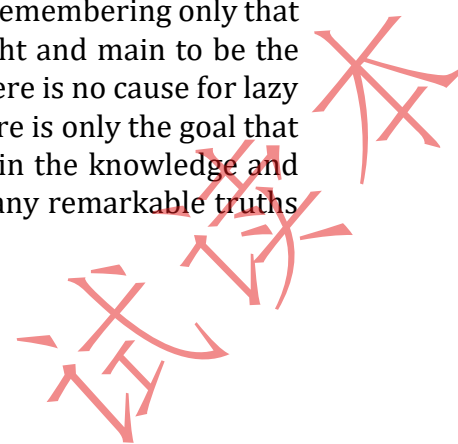 emembering only that
ght and main to be the
ere is no cause for lazy
re is only the goal that
in the knowledge and
any remarkable truths
试读本